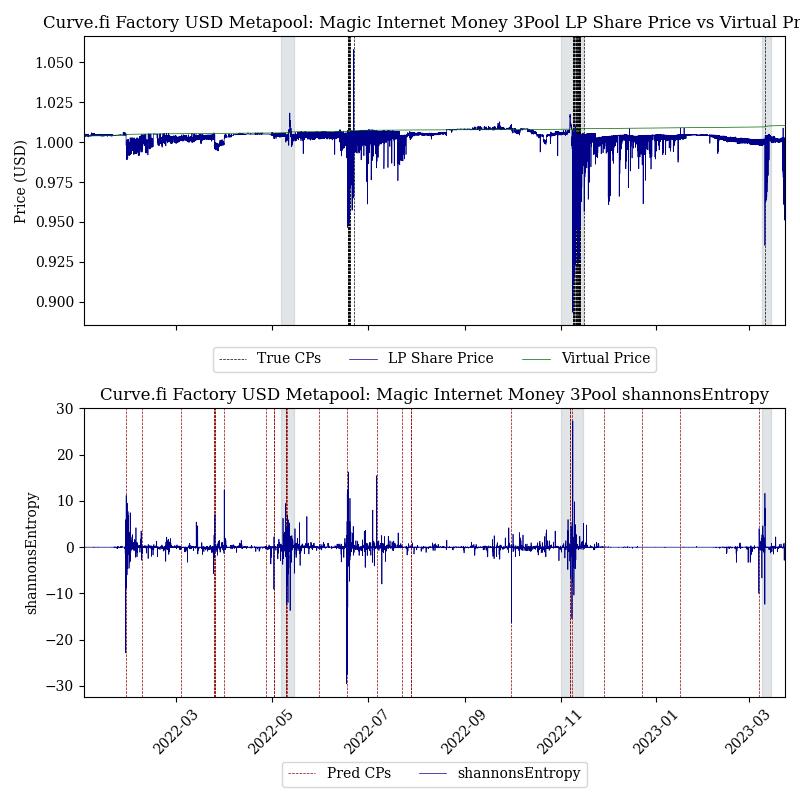 Curve.fi Factory USD Metapool: Magic Internet Money 3Pool LP Share Price vs Virtual Pr
1.050
1.025
1.000
0.975
0.950
0.925
0.900
Price (USD)
True CPs LP Share Price Virtual Price
Curve.fi Factory USD Metapool: Magic Internet Money 3Pool shannonsEntropy
30
20
10
0
−10
−20
−30
shannonsEntropy
2022-03 2022-05 2022-07 2022-09 2022-11 2023-01 2023-03
Pred CPs shannonsEntropy